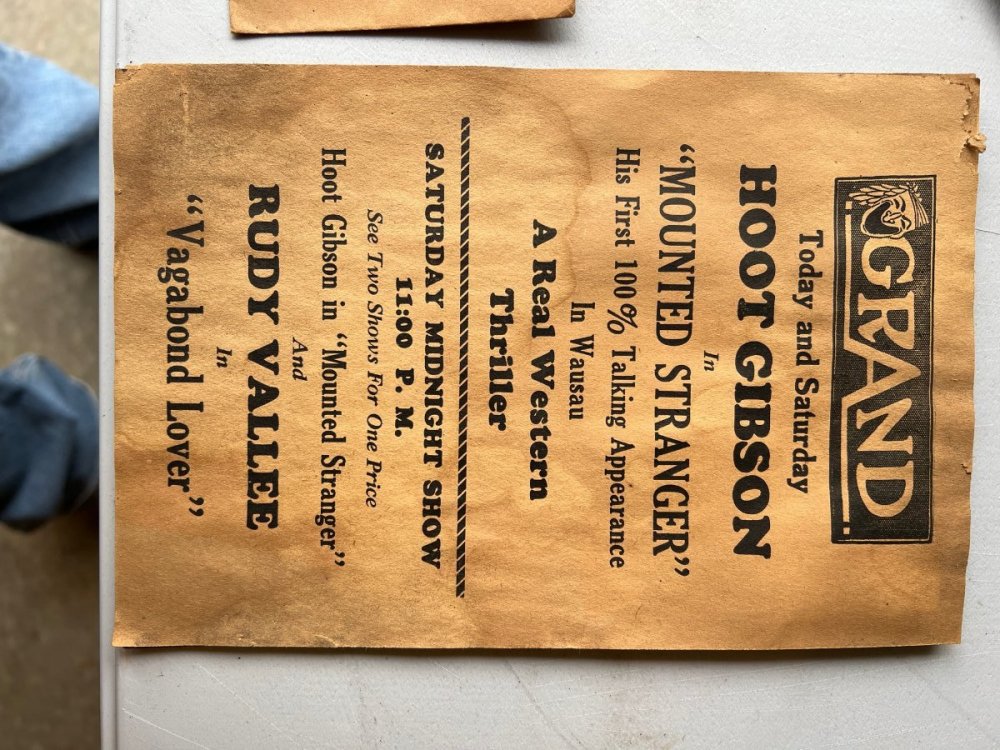 GRAND
Today and Saturday
HOOT GIBSON
In
“MOUNTED STRANGER”
His First 100% Talking Appearance
In Wausau
A Real Western
Thriller
SATURDAY MIDNIGHT SHOW
11:00 P. M.
See Two Shows For One Price
Hoot Gibson in “Mounted Stranger”
And
RUDY VALLEE
In
“Vagabond Lover”